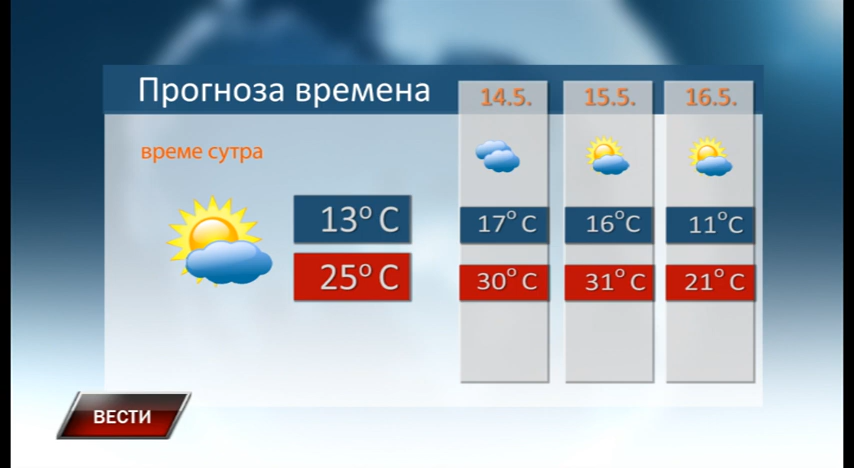 Прогноза времена
време сутра
13° C
25° C
14.5.
17° C
30° C
15.5.
16°C
31° C
16.5.
11°C
21° C
ВЕСТИ